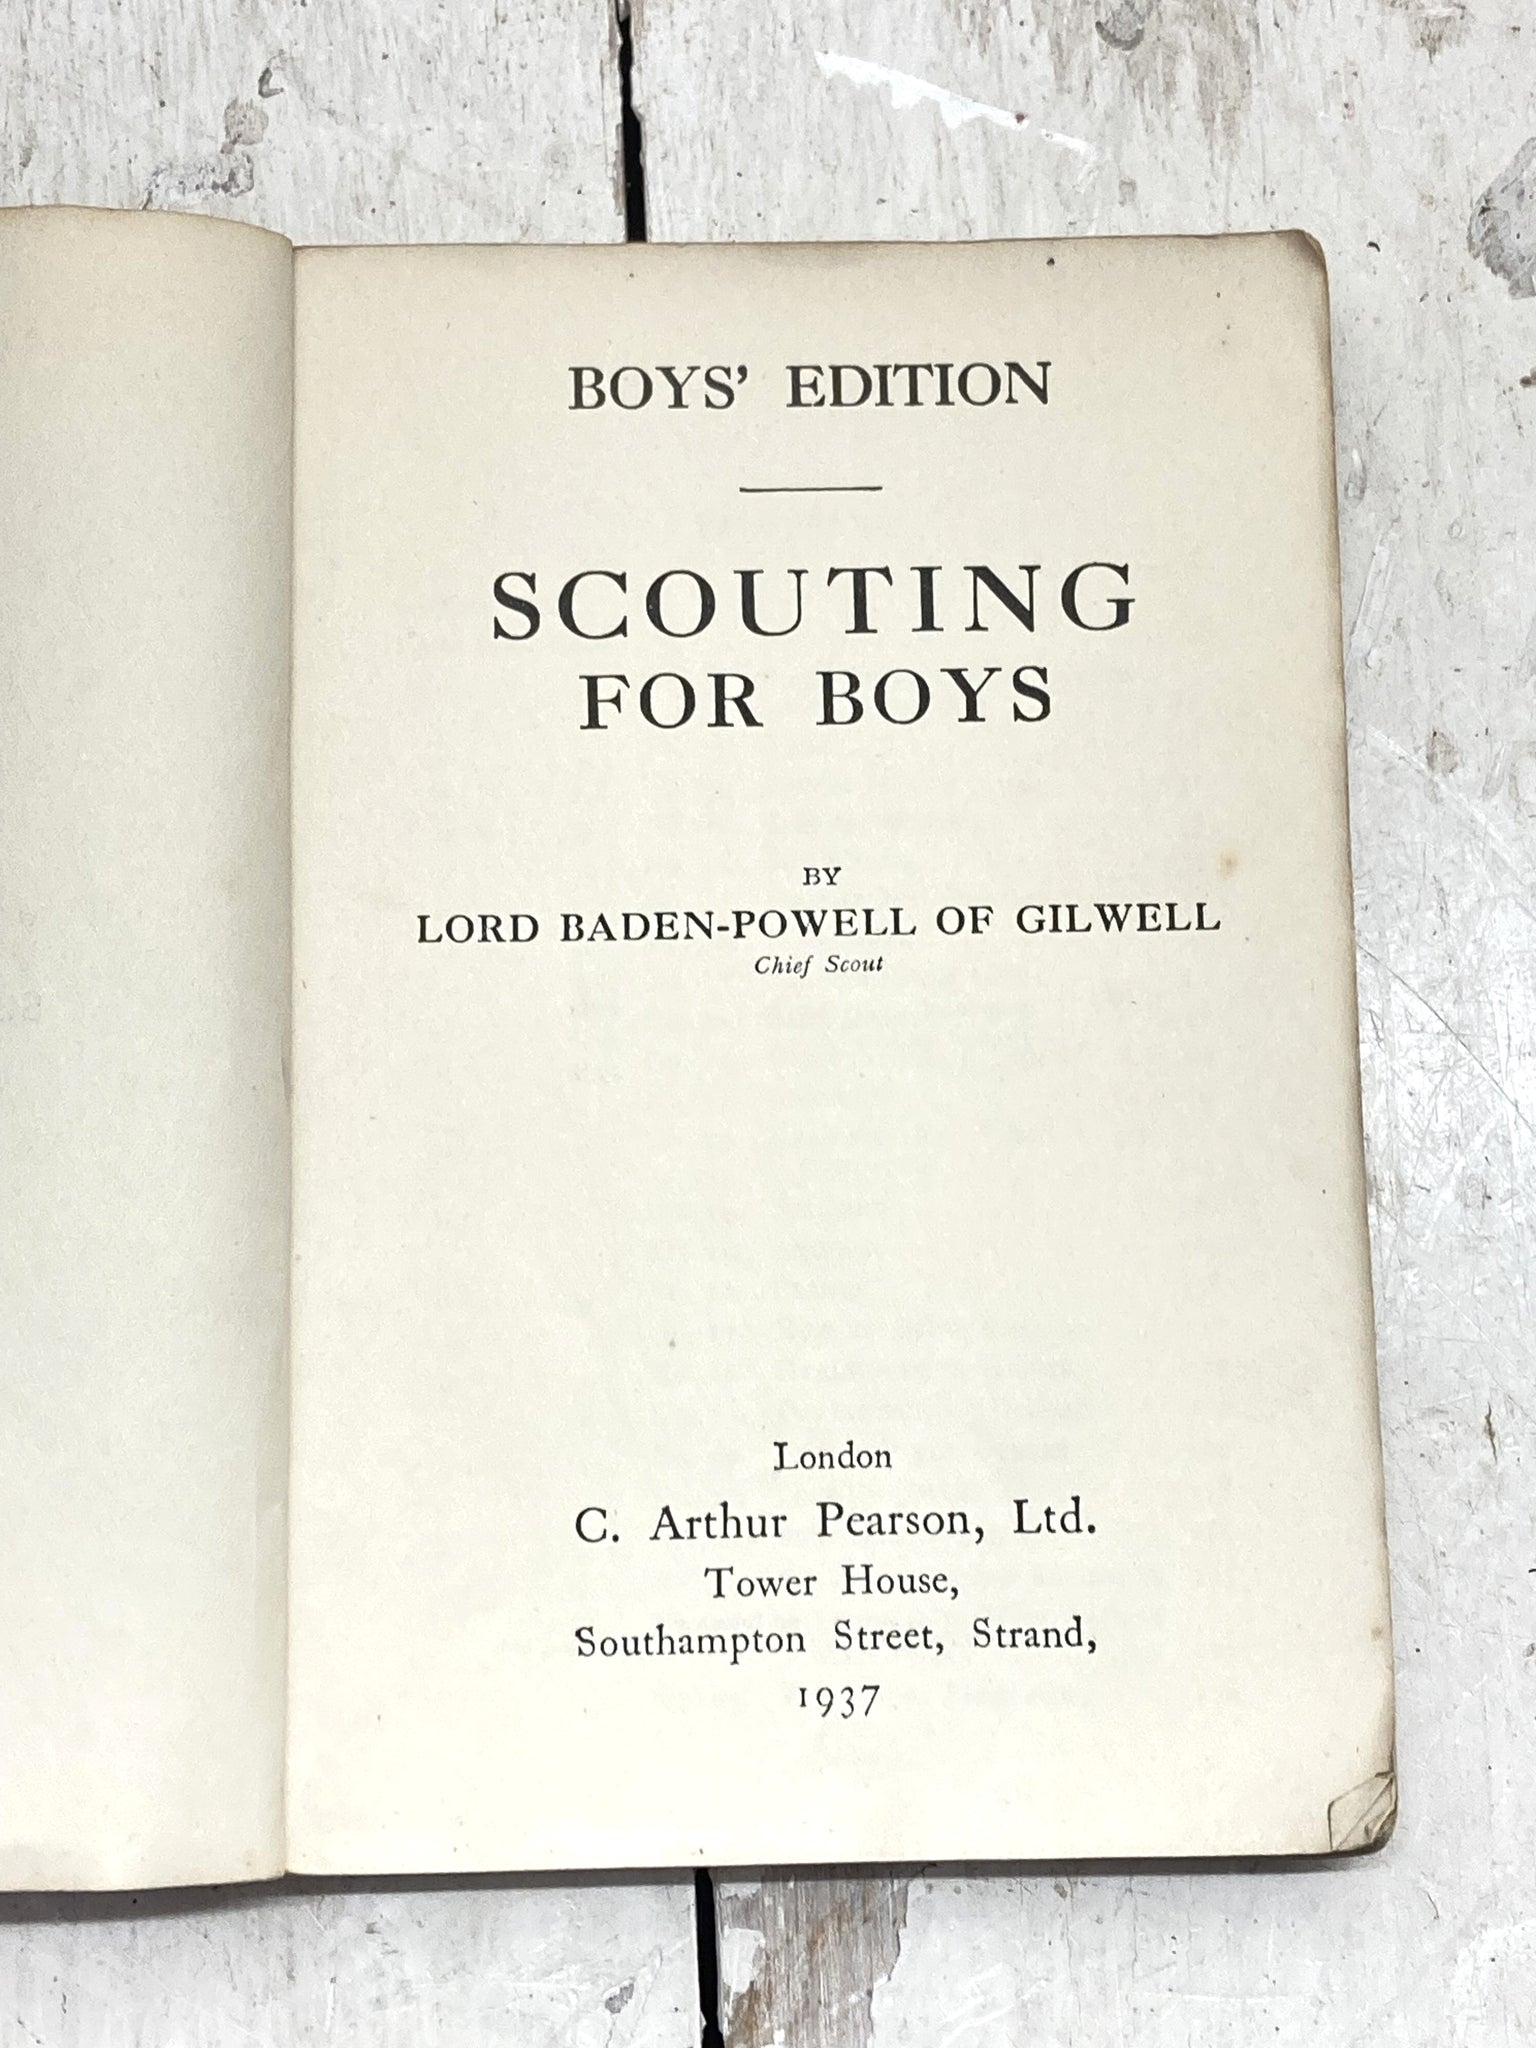 BOYS' EDITION
SCOUTING
FOR BOYS
BY
LORD BADEN-POWELL OF GILWELL
Chief Scout
London
C. Arthur Pearson, Ltd.
Tower House,
Southampton Street, Strand,
1937